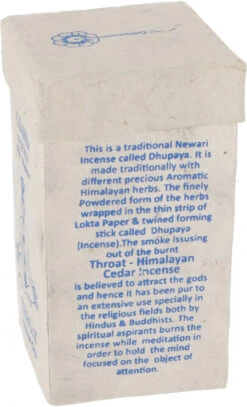 This is a traditional Newari
Incense called Dhupaya. It is
made traditionally with
different precious Aromatic
Himalayan herbs. The finely
Powdered form of the herbs
wrapped in the thin strip of
Lokta Paper & twined forming
stick called Dhupaya
(Incense).The smoke issusing
out of the burnt
Throat - Himalayan
Cedar Incense
is believed to attract the gods
and hence it has been pur to
an extensive use specially in
the religious fields both by
Hindus & Buddhists. The
spiritual aspirants burns the
incense while meditation in
order to hold the mind
focused on the object of
attention.